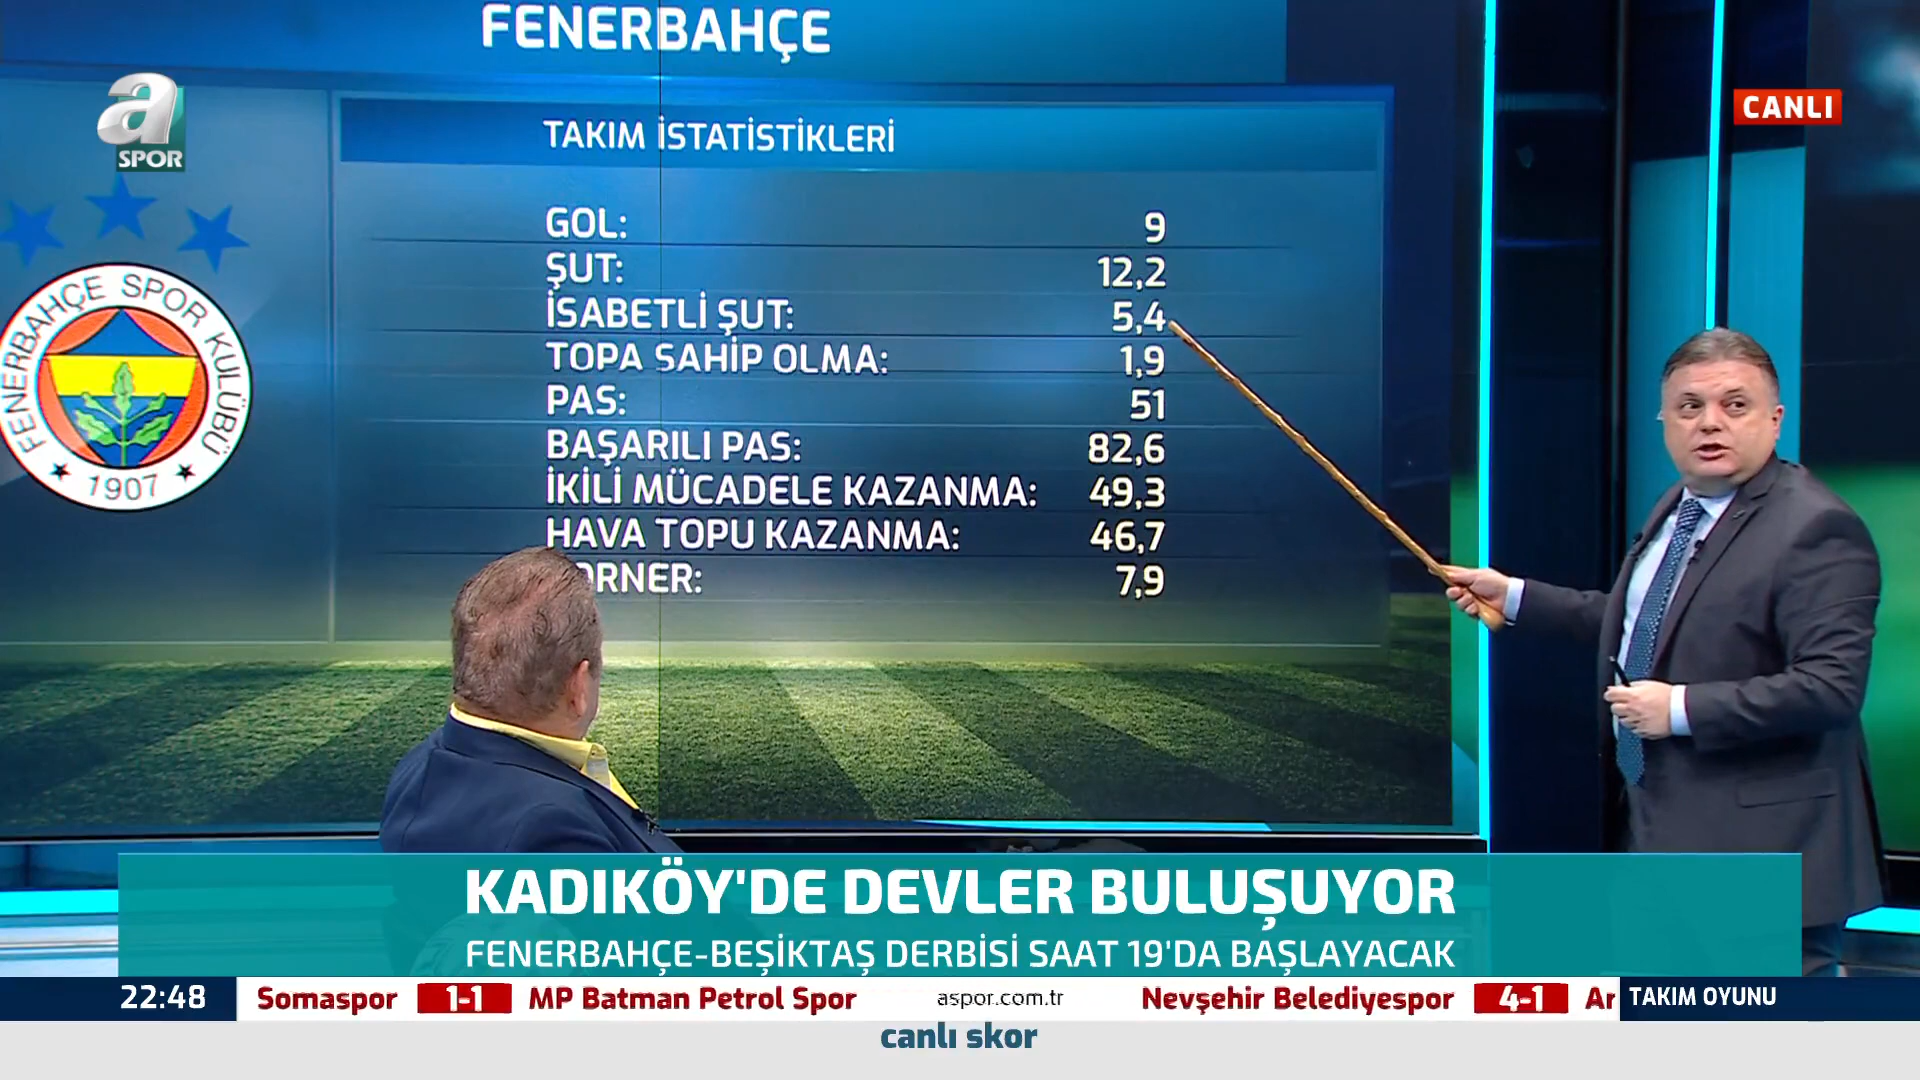 FENERBAHÇE
a
SPOR
CANLI
TAKIM İSTATİSTİKLERİ
GOL: 9
ŞUT: 12,2
İSABETLİ ŞUT: 5,4
TOPA SAHİP OLMA: 1,9
PAS: 51
BAŞARILI PAS: 82,6
İKİLİ MÜCADELE KAZANMA: 49,3
HAVA TOPU KAZANMA: 46,7
ORNER: 7,9
FENERBAHÇE SPOR KULÜBÜ
1907
KADIKÖY'DE DEVLER BULUŞUYOR
FENERBAHÇE-BEŞİKTAŞ DERBİSİ SAAT 19'DA BAŞLAYACAK
22:48 Somaspor 1-1 MP Batman Petrol Spor aspor.com.tr Nevşehir Belediyespor 4-1 Ar TAKIM OYUNU
canlı skor